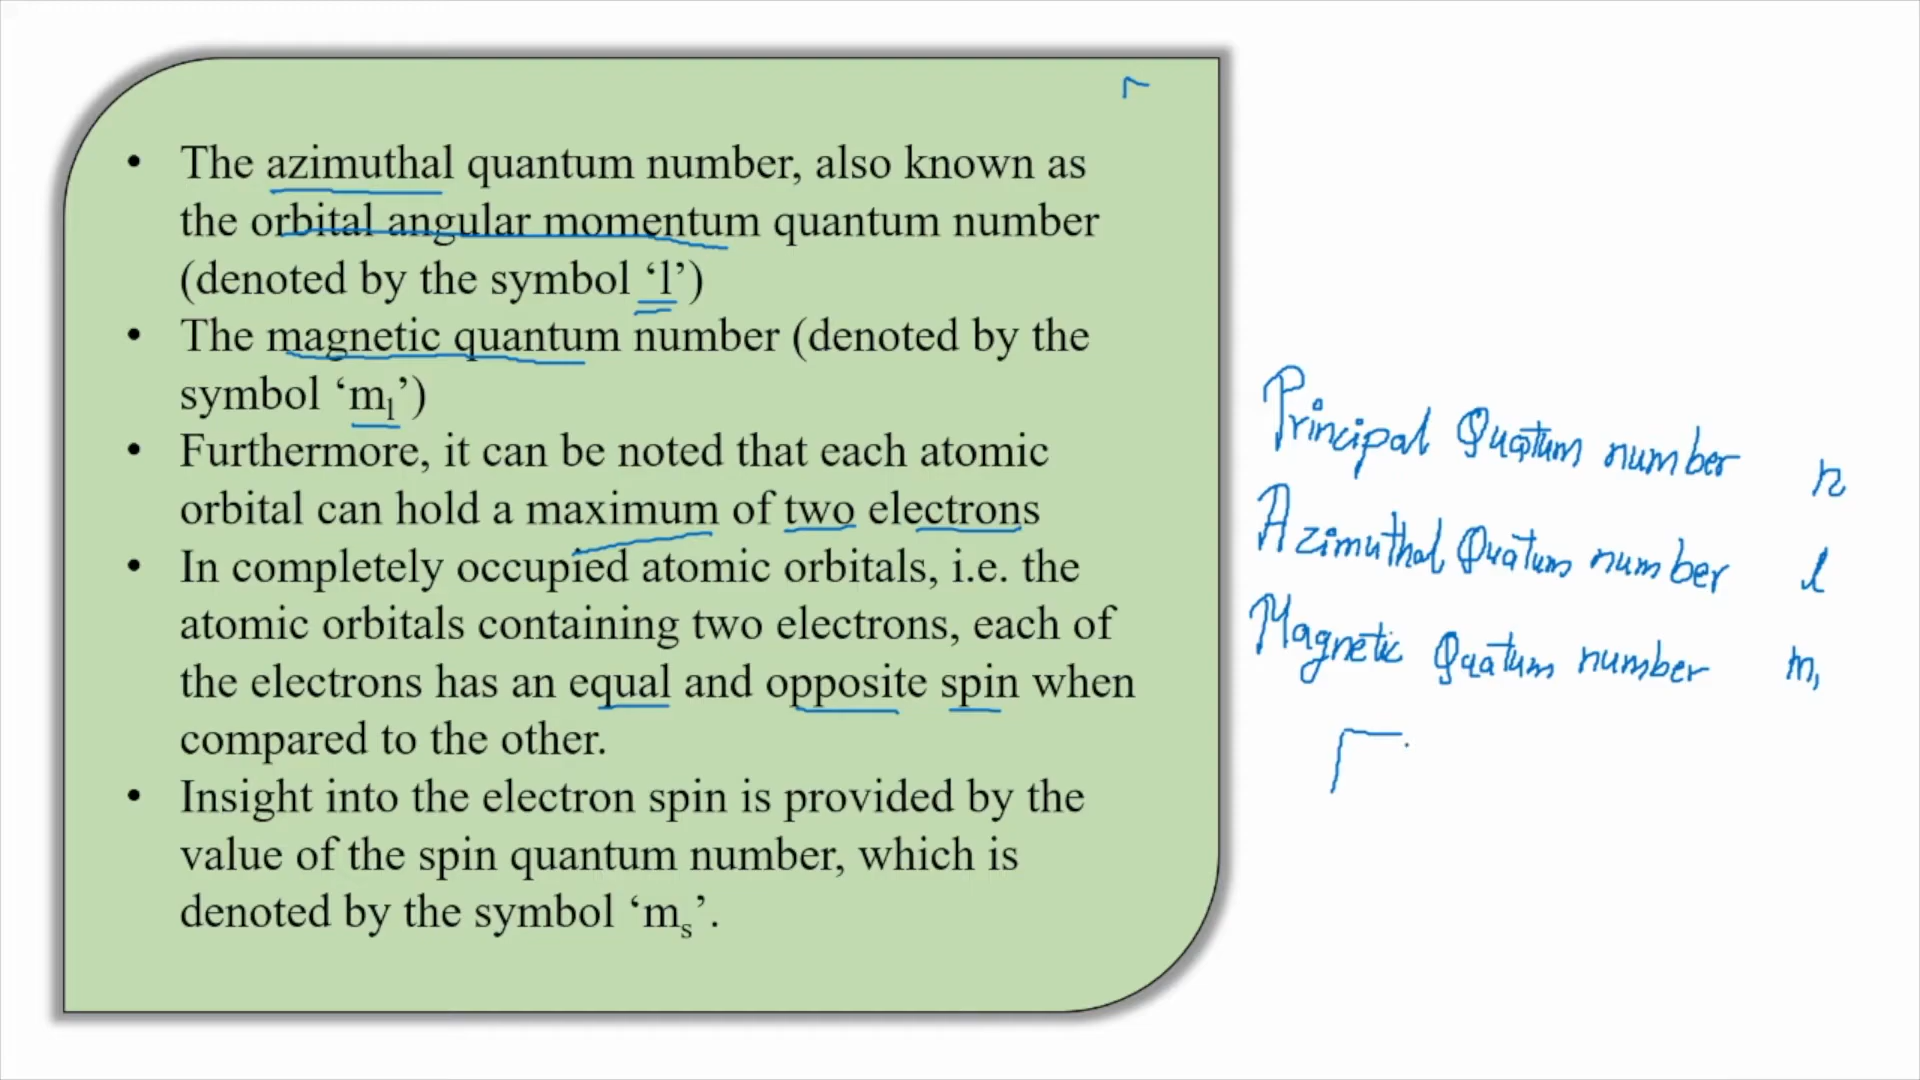 • The azimuthal quantum number, also known as
the orbital angular momentum quantum number
(denoted by the symbol ‘l’)
• The magnetic quantum number (denoted by the
symbol ‘mₗ’)
• Furthermore, it can be noted that each atomic
orbital can hold a maximum of two electrons
• In completely occupied atomic orbitals, i.e. the
atomic orbitals containing two electrons, each of
the electrons has an equal and opposite spin when
compared to the other.
• Insight into the electron spin is provided by the
value of the spin quantum number, which is
denoted by the symbol ‘mₛ’.
Principal Quatum number n
Azimuthal Quatum number l
Magnetic Quatum number mₗ